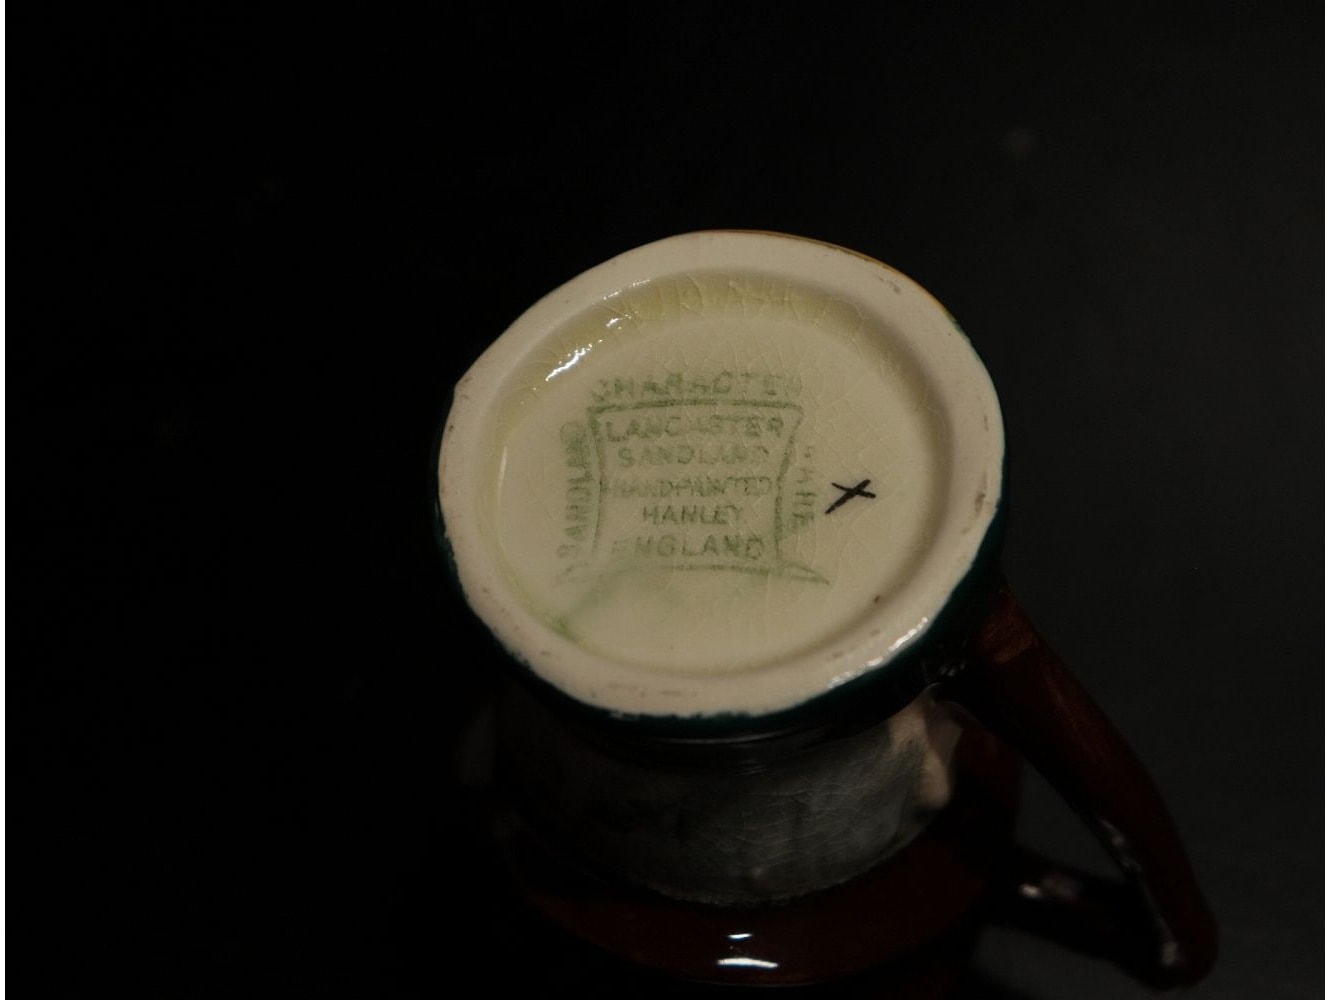 CHARACTER
LANCASTER
SANDLAND
HANDPAINTED
HANLEY
ENGLAND
SANDLAND
WARE
X